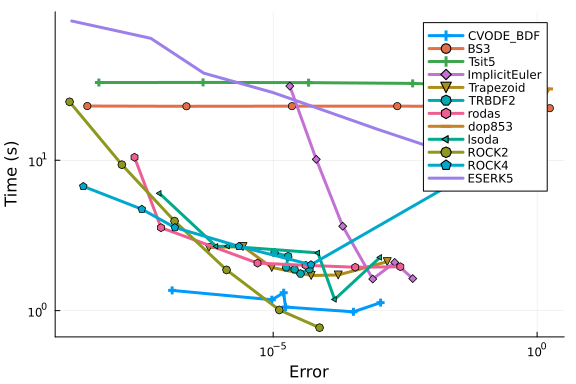 CVODE_BDF
BS3
Tsit5
ImplicitEuler
Trapezoid
TRBDF2
rodas
dop853
lsoda
ROCK2
ROCK4
ESERK5
Time (s)
10¹
10⁰
10⁻⁵
10⁰
Error